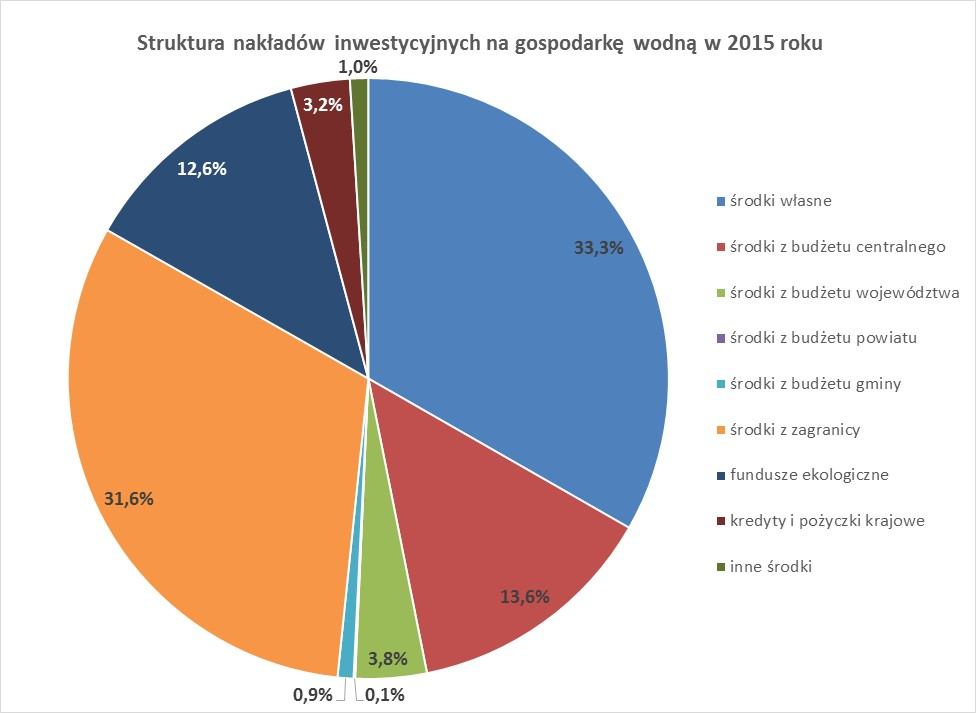 Struktura nakładów inwestycyjnych na gospodarkę wodną w 2015 roku
1,0%
3,2%
12,6%
33,3%
31,6%
13,6%
3,8%
0,9%
0,1%
środki własne
środki z budżetu centralnego
środki z budżetu województwa
środki z budżetu powiatu
środki z budżetu gminy
środki z zagranicy
fundusze ekologiczne
kredyty i pożyczki krajowe
inne środki